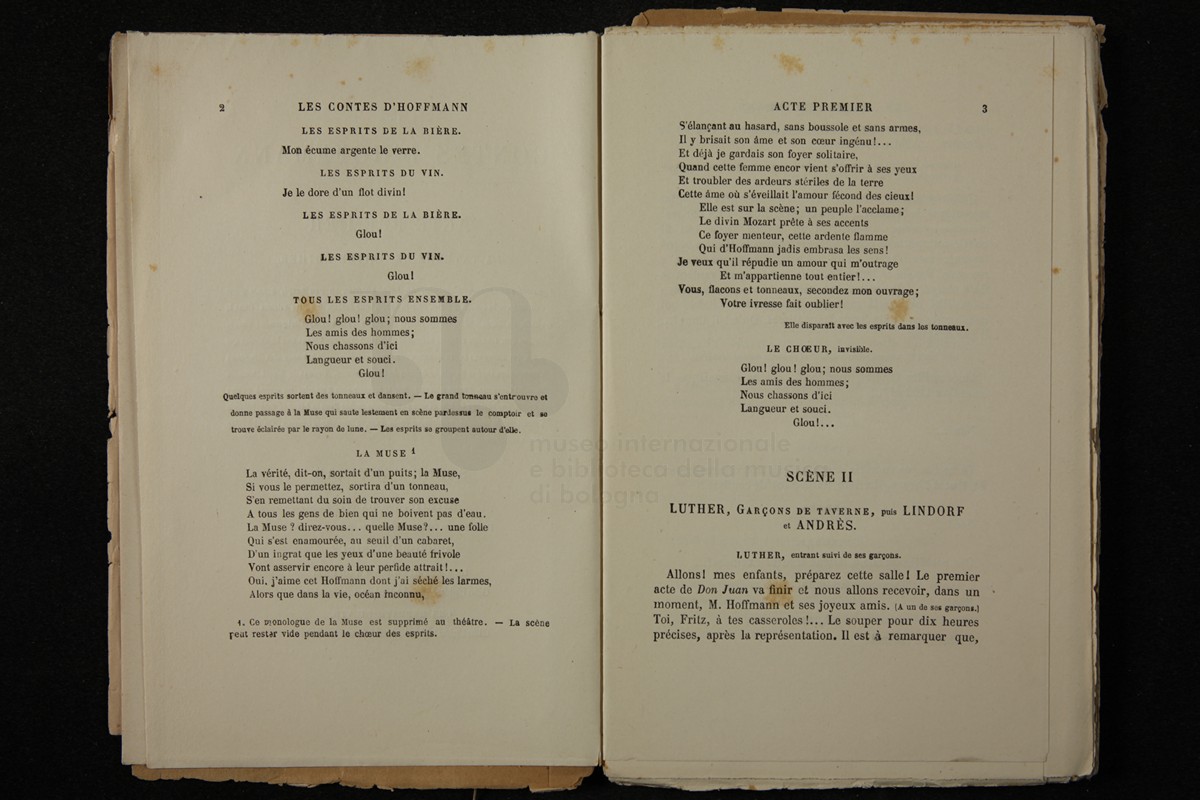 2 LES CONTES D'HOFFMANN
LES ESPRITS DE LA BIÈRE.
Mon écume argente le verre.
LES ESPRITS DU VIN.
Je le dore d'un flot divin!
LES ESPRITS DE LA BIÈRE.
Glou!
LES ESPRITS DU VIN.
Glou!
TOUS LES ESPRITS ENSEMBLE.
Glou! glou! glou; nous sommes
Les amis des hommes;
Nous chassons d'ici
Langueur et souci.
Glou!
Quelques esprits sortent des tonneaux et dansent. — Le grand tonneau s'entr'ouvre et
donne passage à la Muse qui saute lestement en scène pardessus le comptoir et se
trouve éclairée par le rayon de lune. — Les esprits se groupent autour d'elle.
LA MUSE 1
La vérité, dit-on, sortait d'un puits; la Muse,
Si vous le permettez, sortira d'un tonneau,
S'en remettant du soin de trouver son excuse
A tous les gens de bien qui ne boivent pas d'eau.
La Muse ? direz-vous... quelle Muse?... une folle
Qui s'est enamourée, au seuil d'un cabaret,
D'un ingrat que les yeux d'une beauté frivole
Vont asservir encore à leur perfide attrait!...
Oui, j'aime cet Hoffmann dont j'ai séché les larmes,
Alors que dans la vie, océan inconnu,
1. Ce monologue de la Muse est supprimé au théâtre. — La scène
peut rester vide pendant le chœur des esprits.
ACTE PREMIER 3
S'élançant au hasard, sans boussole et sans armes,
Il y brisait son âme et son cœur ingénu!...
Et déjà je gardais son foyer solitaire,
Quand cette femme encor vient s'offrir à ses yeux
Et troubler des ardeurs stériles de la terre
Cette âme où s'éveillait l'amour fécond des cieux!
Elle est sur la scène; un peuple l'acclame;
Le divin Mozart prête à ses accents
Ce foyer menteur, cette ardente flamme
Qui d'Hoffmann jadis embrasa les sens!
Je veux qu'il répudie un amour qui m'outrage
Et m'appartienne tout entier!...
Vous, flacons et tonneaux, secondez mon ouvrage;
Votre ivresse fait oublier!
Elle disparaît avec les esprits dans les tonneaux.
LE CHŒUR, invisible.
Glou! glou! glou; nous sommes
Les amis des hommes;
Nous chassons d'ici
Langueur et souci.
Glou!...
SCÈNE II
LUTHER, GARÇONS DE TAVERNE, puis LINDORF
et ANDRÈS.
LUTHER, entrant suivi de ses garçons.
Allons! mes enfants, préparez cette salle! Le premier
acte de Don Juan va finir et nous allons recevoir, dans un
moment, M. Hoffmann et ses joyeux amis. (A un de ses garçons.)
Toi, Fritz, à tes casseroles!... Le souper pour dix heures
précises, après la représentation. Il est à remarquer que,
museo internazionale
e biblioteca della musica
di bologna